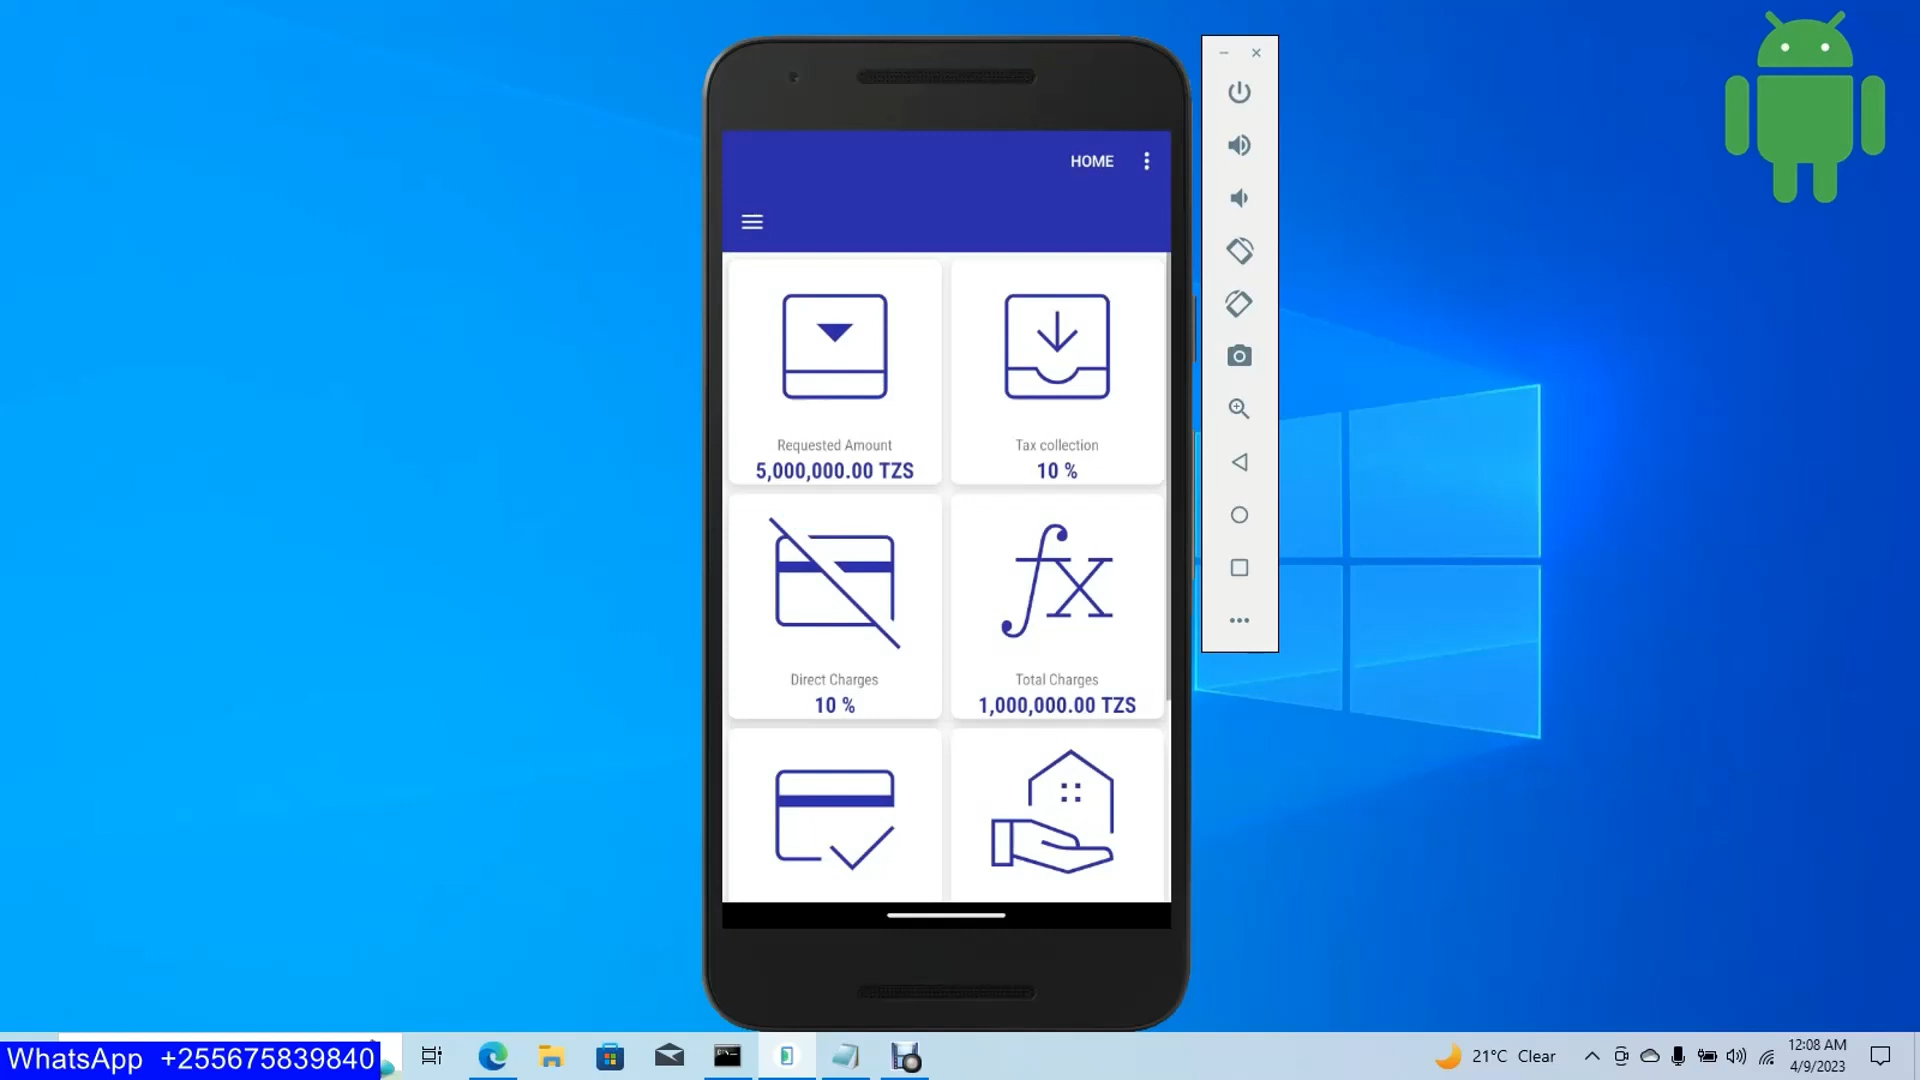 HOME
Requested Amount
5,000,000.00 TZS
Tax collection
10 %
Direct Charges
10 %
fx
Total Charges
1,000,000.00 TZS
WhatsApp +255675839840
21°C Clear
12:08 AM
4/9/2023